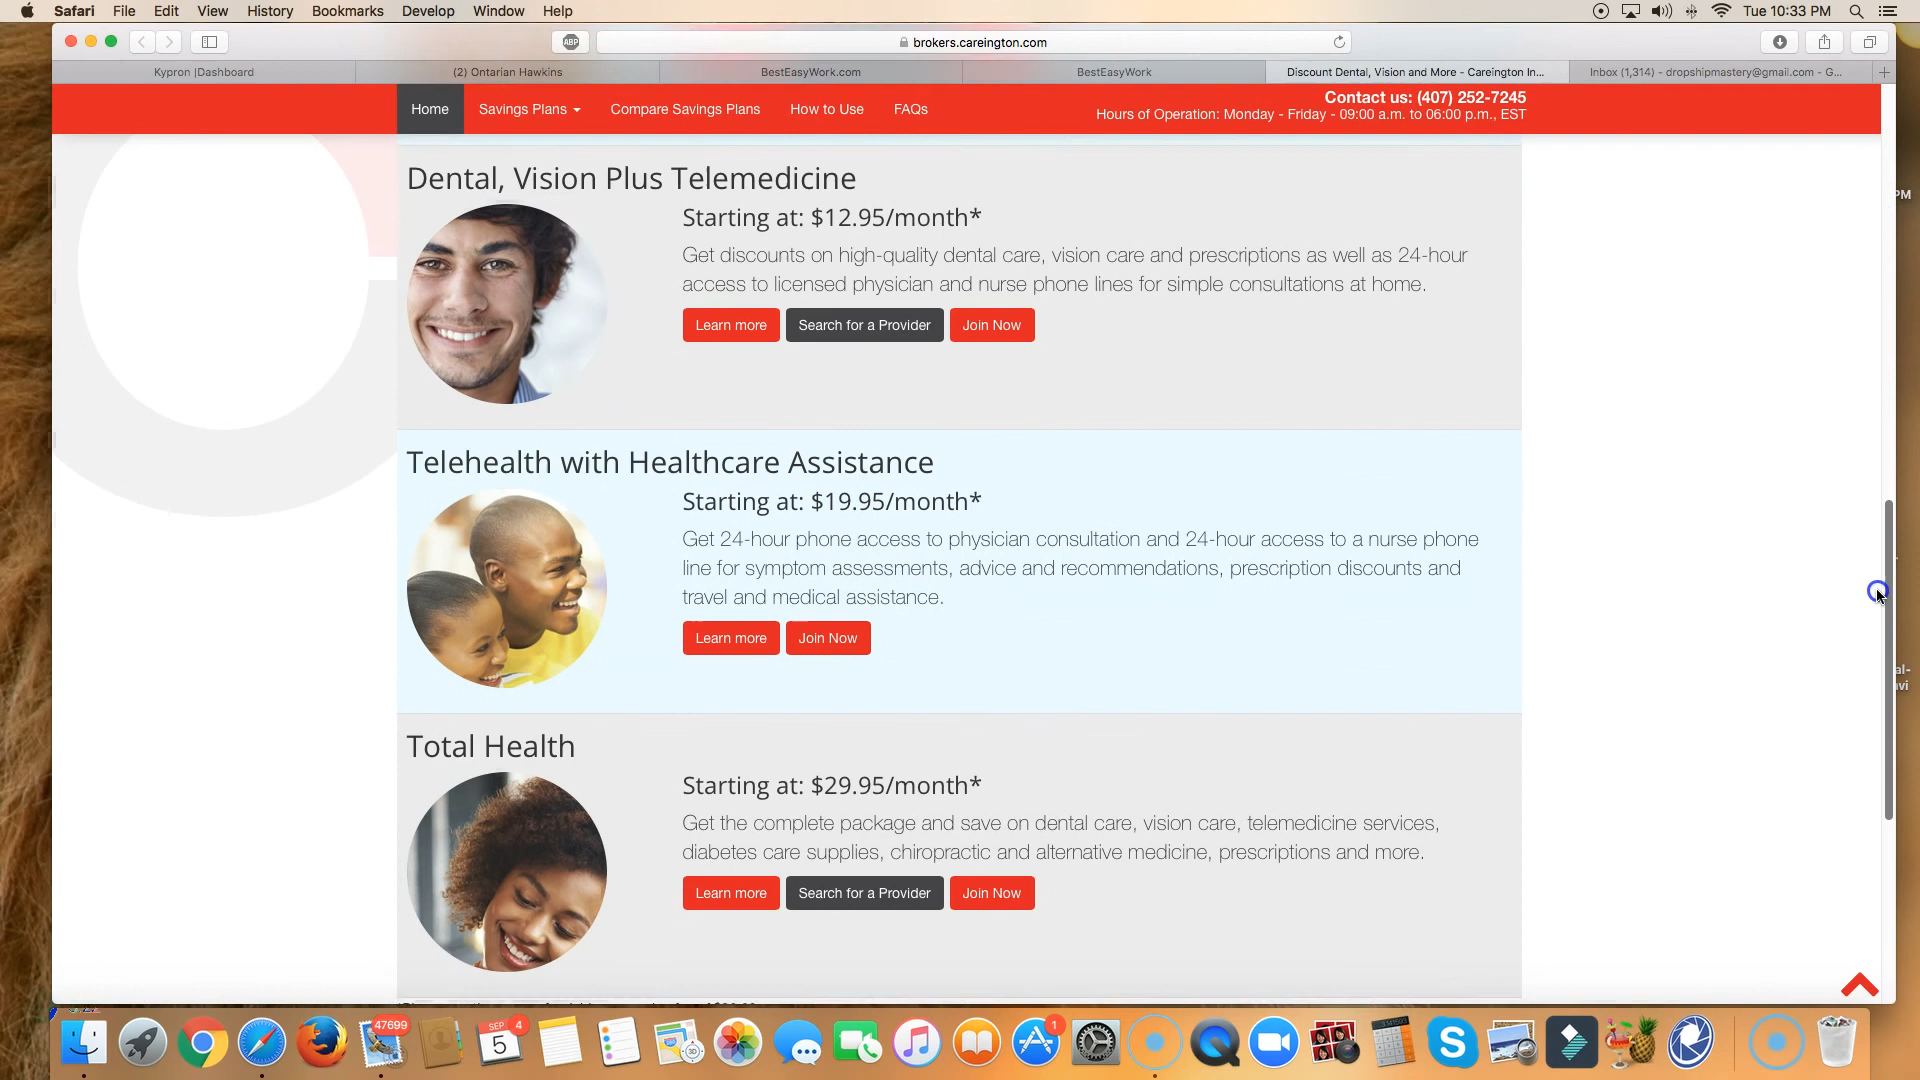 Safari File Edit View History Bookmarks Develop Window Help
Tue 10:33 PM
ABP
brokers.careington.com
Kypron |Dashboard
(2) Ontarian Hawkins
BestEasyWork.com
BestEasyWork
Discount Dental, Vision and More - Careington In...
Inbox (1,314) - dropshipmastery@gmail.com - G...
Home Savings Plans Compare Savings Plans How to Use FAQs
Contact us: (407) 252-7245
Hours of Operation: Monday - Friday - 09:00 a.m. to 06:00 p.m., EST
PM
Dental, Vision Plus Telemedicine
Starting at: $12.95/month*
Get discounts on high-quality dental care, vision care and prescriptions as well as 24-hour
access to licensed physician and nurse phone lines for simple consultations at home.
Learn more Search for a Provider Join Now
Telehealth with Healthcare Assistance
Starting at: $19.95/month*
Get 24-hour phone access to physician consultation and 24-hour access to a nurse phone
line for symptom assessments, advice and recommendations, prescription discounts and
travel and medical assistance.
Learn more Join Now
al-
avi
Total Health
Starting at: $29.95/month*
Get the complete package and save on dental care, vision care, telemedicine services,
diabetes care supplies, chiropractic and alternative medicine, prescriptions and more.
Learn more Search for a Provider Join Now
47699
SEP
4
5
3D
1